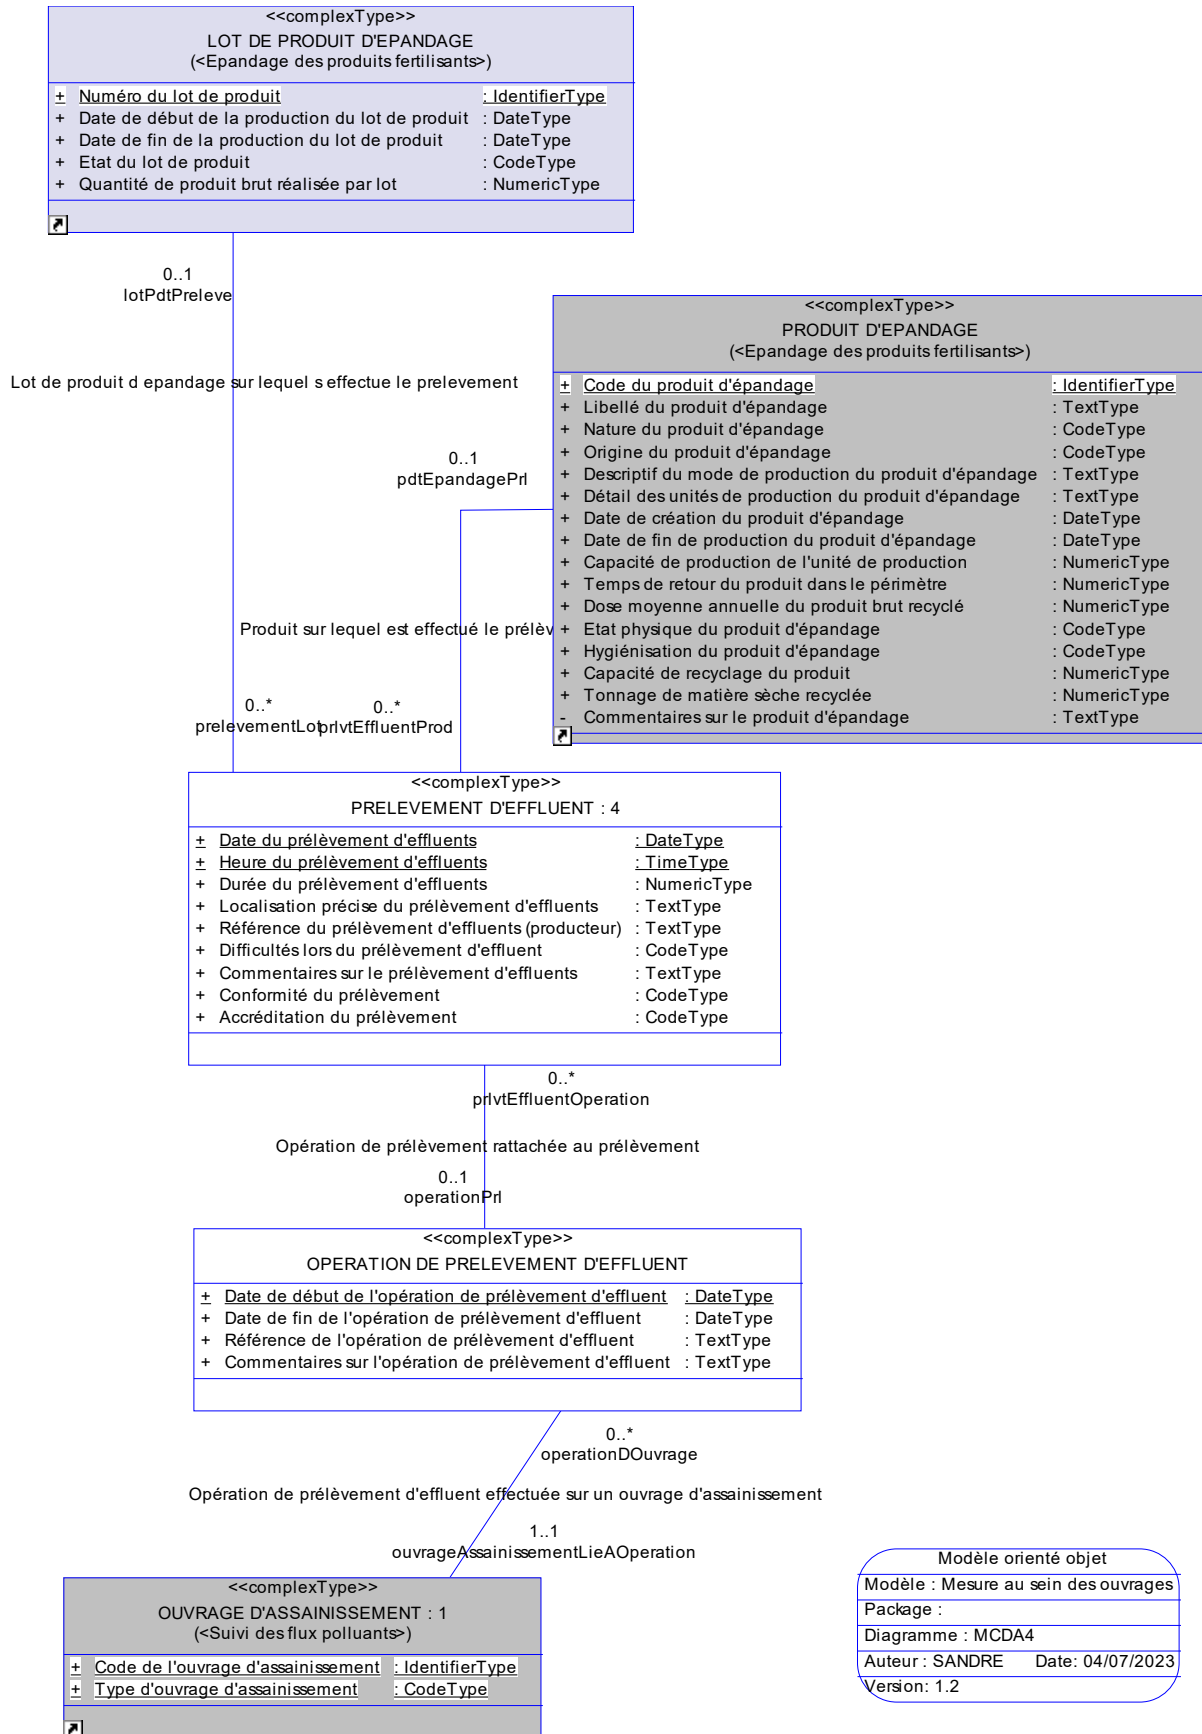 <<complexType>>
LOT DE PRODUIT D'EPANDAGE
(<Epandage des produits fertilisants>)
+ Numéro du lot de produit : IdentifierType
+ Date de début de la production du lot de produit : DateType
+ Date de fin de la production du lot de produit : DateType
+ Etat du lot de produit : CodeType
+ Quantité de produit brut réalisée par lot : NumericType
0..1
lotPdtPreleve
Lot de produit d epandage sur lequel s effectue le prelevement
<<complexType>>
PRODUIT D'EPANDAGE
(<Epandage des produits fertilisants>)
+ Code du produit d'épandage : IdentifierType
+ Libellé du produit d'épandage : TextType
+ Nature du produit d'épandage : CodeType
+ Origine du produit d'épandage : CodeType
+ Descriptif du mode de production du produit d'épandage : TextType
+ Détail des unités de production du produit d'épandage : TextType
+ Date de création du produit d'épandage : DateType
+ Date de fin de production du produit d'épandage : DateType
+ Capacité de production de l'unité de production : NumericType
+ Temps de retour du produit dans le périmètre : NumericType
+ Dose moyenne annuelle du produit brut recyclé : NumericType
+ Etat physique du produit d'épandage : CodeType
+ Hygiénisation du produit d'épandage : CodeType
+ Capacité de recyclage du produit : NumericType
+ Tonnage de matière sèche recyclée : NumericType
- Commentaires sur le produit d'épandage : TextType
0..1
pdtEpandagePrl
Produit sur lequel est effectué le prélèv
0..*
prelevementLot
0..*
prlvtEffluentProd
<<complexType>>
PRELEVEMENT D'EFFLUENT : 4
+ Date du prélèvement d'effluents : DateType
+ Heure du prélèvement d'effluents : TimeType
+ Durée du prélèvement d'effluents : NumericType
+ Localisation précise du prélèvement d'effluents : TextType
+ Référence du prélèvement d'effluents (producteur) : TextType
+ Difficultés lors du prélèvement d'effluent : CodeType
+ Commentaires sur le prélèvement d'effluents : TextType
+ Conformité du prélèvement : CodeType
+ Accréditation du prélèvement : CodeType
0..*
prlvtEffluentOperation
Opération de prélèvement rattachée au prélèvement
0..1
operationPrl
<<complexType>>
OPERATION DE PRELEVEMENT D'EFFLUENT
+ Date de début de l'opération de prélèvement d'effluent : DateType
+ Date de fin de l'opération de prélèvement d'effluent : DateType
+ Référence de l'opération de prélèvement d'effluent : TextType
+ Commentaires sur l'opération de prélèvement d'effluent : TextType
0..*
operationDOuvrage
Opération de prélèvement d'effluent effectuée sur un ouvrage d'assainissement
1..1
ouvrageAssainissementLieAOperation
<<complexType>>
OUVRAGE D'ASSAINISSEMENT : 1
(<Suivi des flux polluants>)
+ Code de l'ouvrage d'assainissement : IdentifierType
+ Type d'ouvrage d'assainissement : CodeType
Modèle orienté objet
Modèle : Mesure au sein des ouvrages
Package :
Diagramme : MCDA4
Auteur : SANDRE Date: 04/07/2023
Version: 1.2